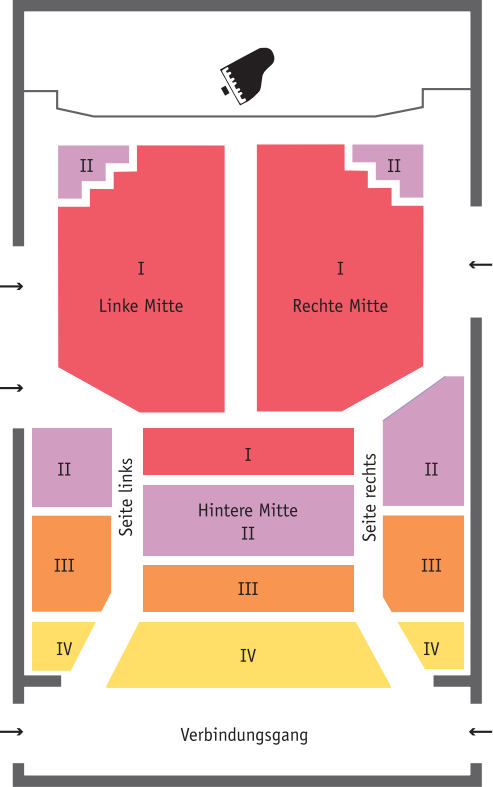 II
II
I
I
Linke Mitte
Rechte Mitte
I
II
Seite links
Seite rechts
II
Hintere Mitte
II
III
III
III
IV
IV
IV
Verbindungsgang